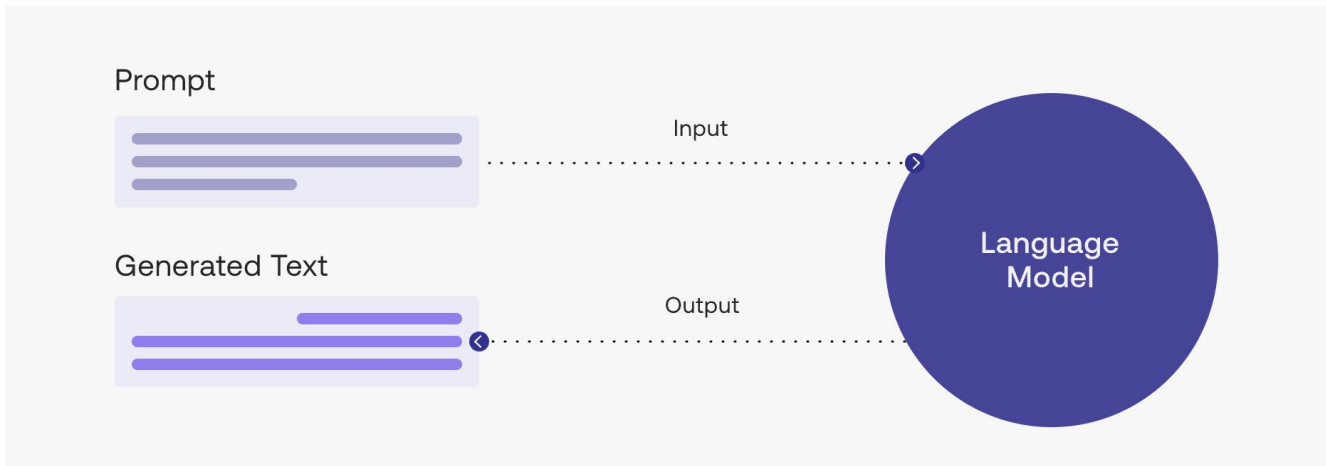 Prompt
Input
Language
Model
Generated Text
Output